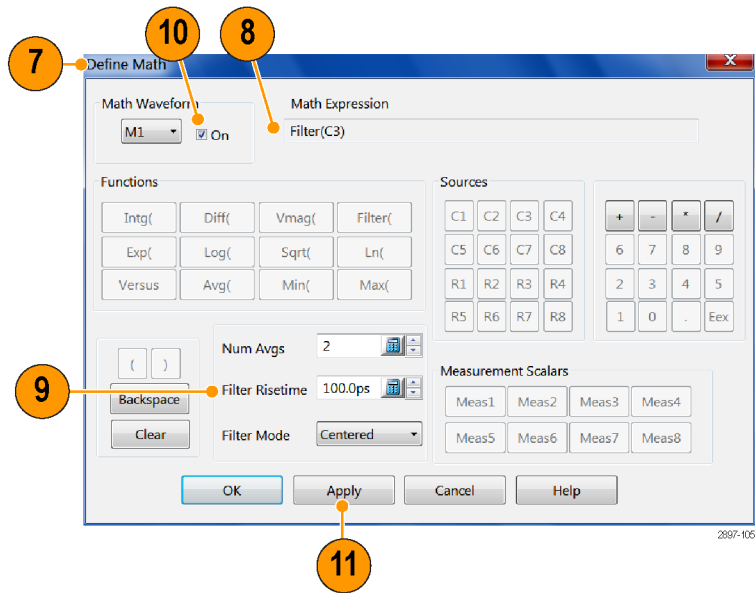 10
8
7
Define Math
X
Math Waveform
Math Expression
M1
On
Filter(C3)
Functions
Intg( Diff( Vmag( Filter(
Exp( Log( Sqrt( Ln(
Versus Avg( Min( Max(
Sources
C1 C2 C3 C4
C5 C6 C7 C8
R1 R2 R3 R4
R5 R6 R7 R8
+ - * /
6 7 8 9
2 3 4 5
1 0 . Eex
( )
Backspace
Clear
9
Num Avgs 2
Filter Risetime 100.0ps
Filter Mode Centered
Measurement Scalars
Meas1 Meas2 Meas3 Meas4
Meas5 Meas6 Meas7 Meas8
OK Apply Cancel Help
11
2897-105